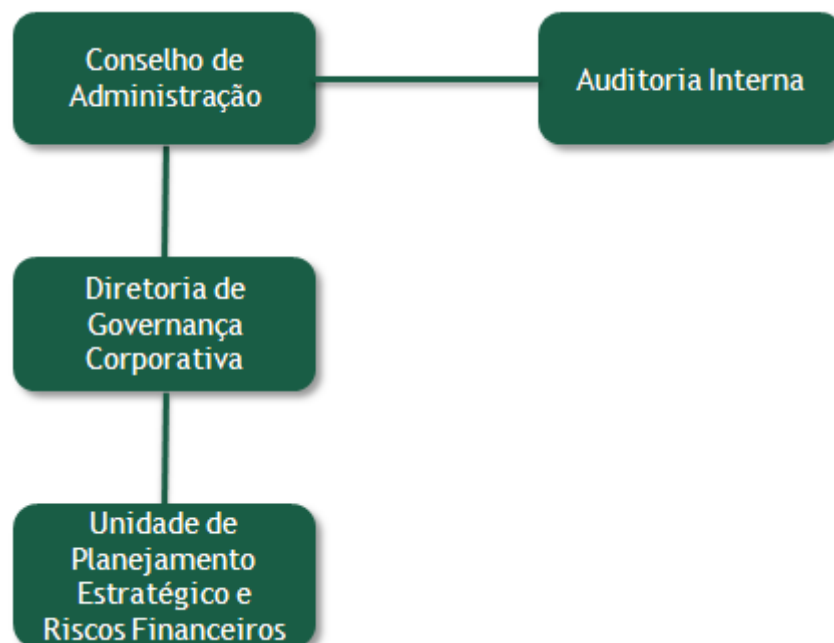 Conselho de
Administração
Auditoria Interna
Diretoria de
Governança
Corporativa
Unidade de
Planejamento
Estratégico e
Riscos Financeiros